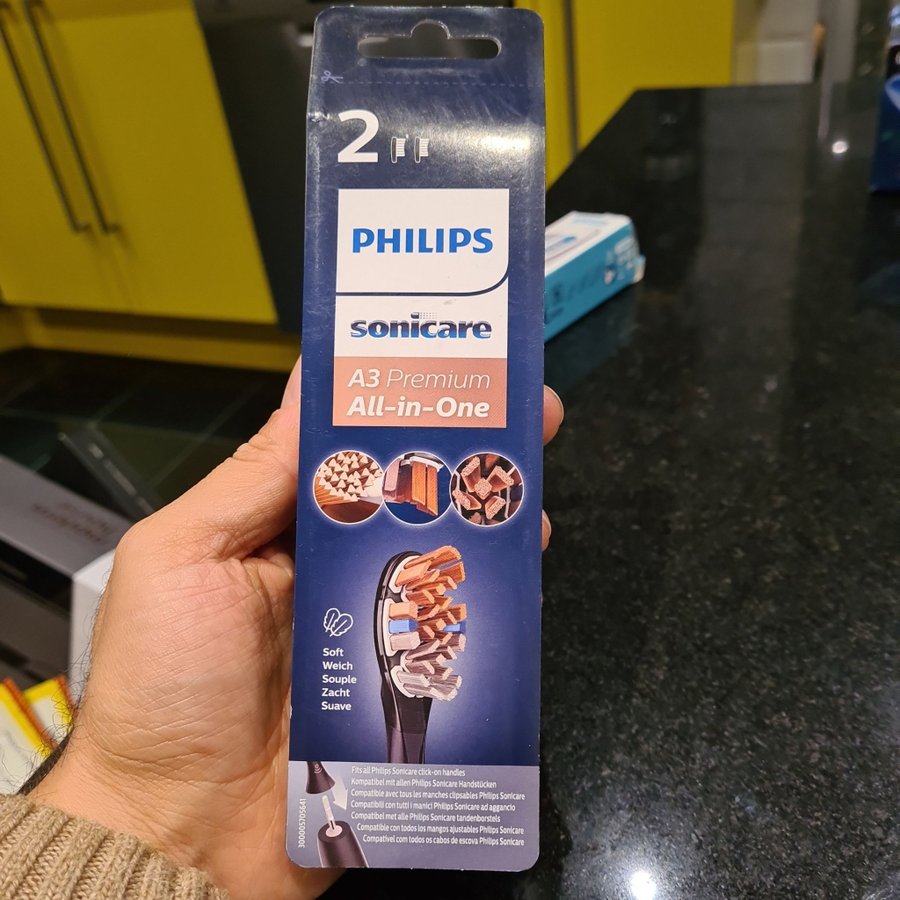 2
PHILIPS
sonicare
A3 Premium
All-in-One
Soft
Weich
Souple
Zacht
Suave
Fits all Philips Sonicare click-on handles
Kompatibel mit allen Philips Sonicare Handstücken
Compatible avec tous les manches clipsables Philips Sonicare
Compatibili con tutti i manici Philips Sonicare ad aggancio
Compatibel met alle Philips Sonicare tandenborstels
Compatible con todos los mangos ajustables Philips Sonicare
Compatível com todos os cabos de escova Philips Sonicare
300005705641